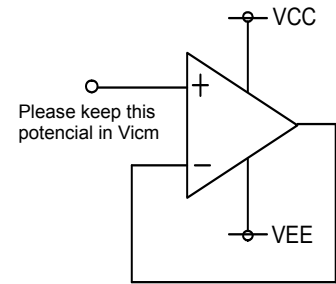 VCC
+
Please keep this
potencial in Vicm
−
VEE